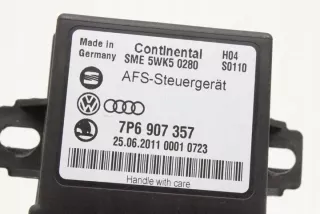 Made in Continental H04
Germany SME 5WK5 0280 S0110
AFS-Steuergerät
7P6 907 357
25.06.2011 0001 0723
Handle with care